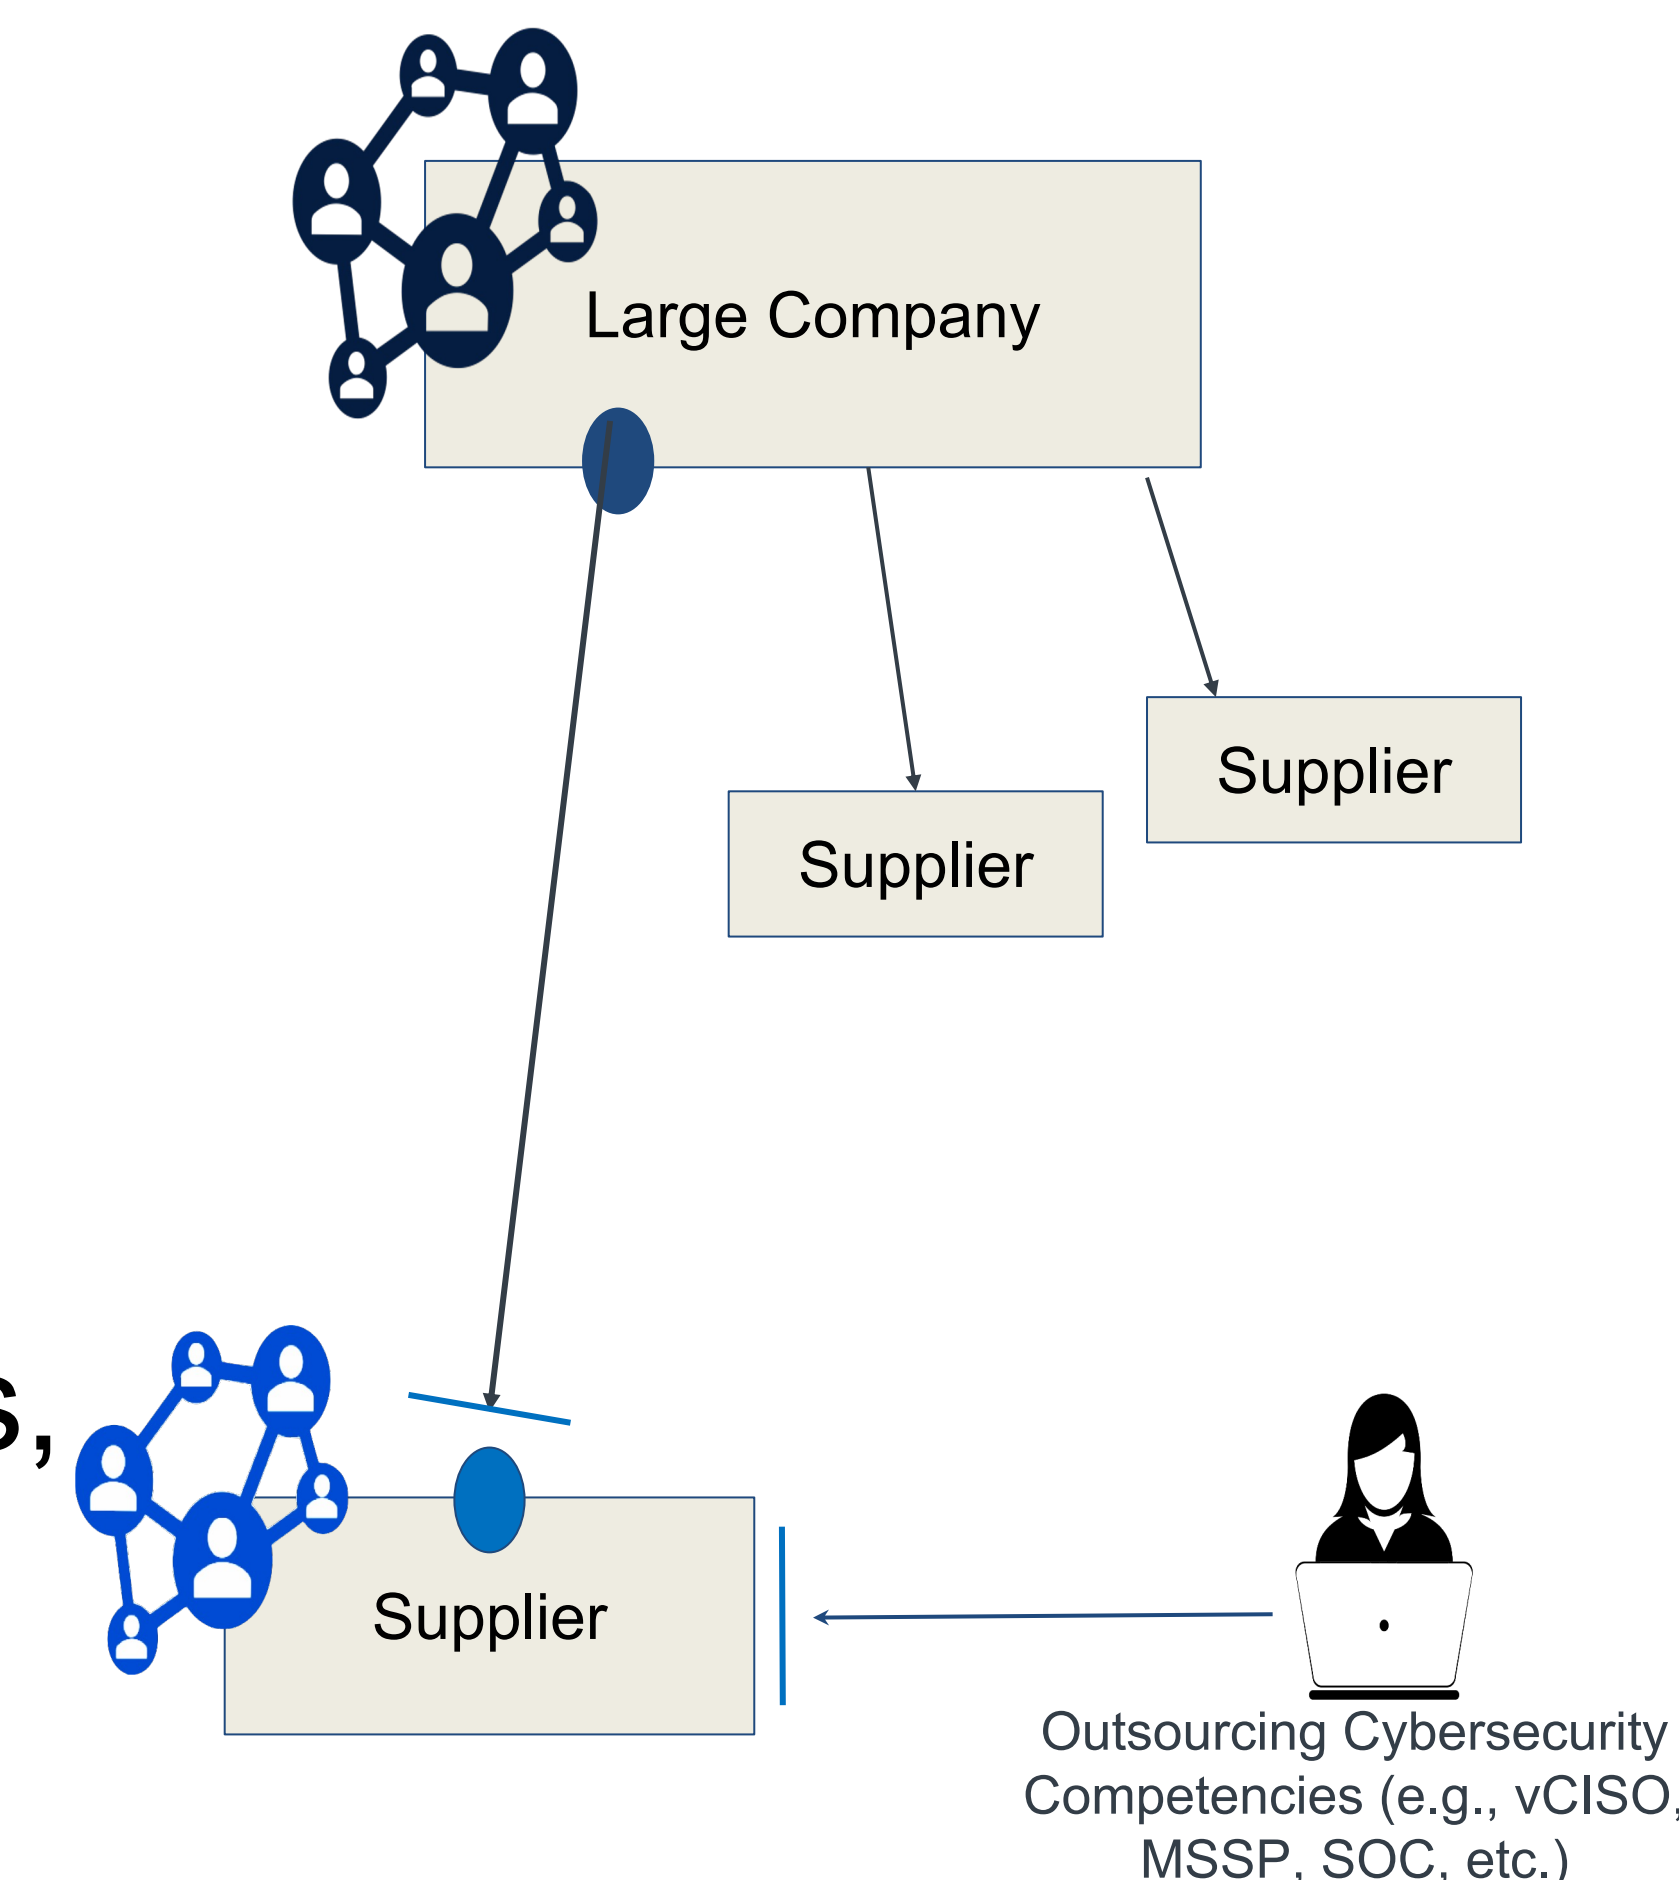 Large Company
Supplier
Supplier
s,
Supplier
Outsourcing Cybersecurity
Competencies (e.g., vCISO,
MSSP, SOC, etc.)